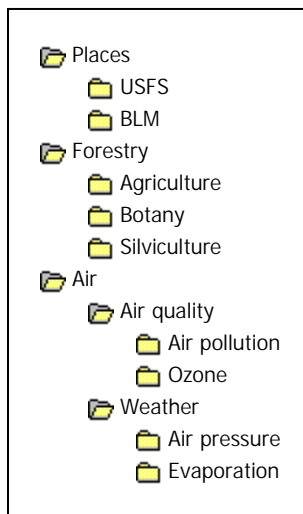 Places
USFS
BLM
Forestry
Agriculture
Botany
Silviculture
Air
Air quality
Air pollution
Ozone
Weather
Air pressure
Evaporation